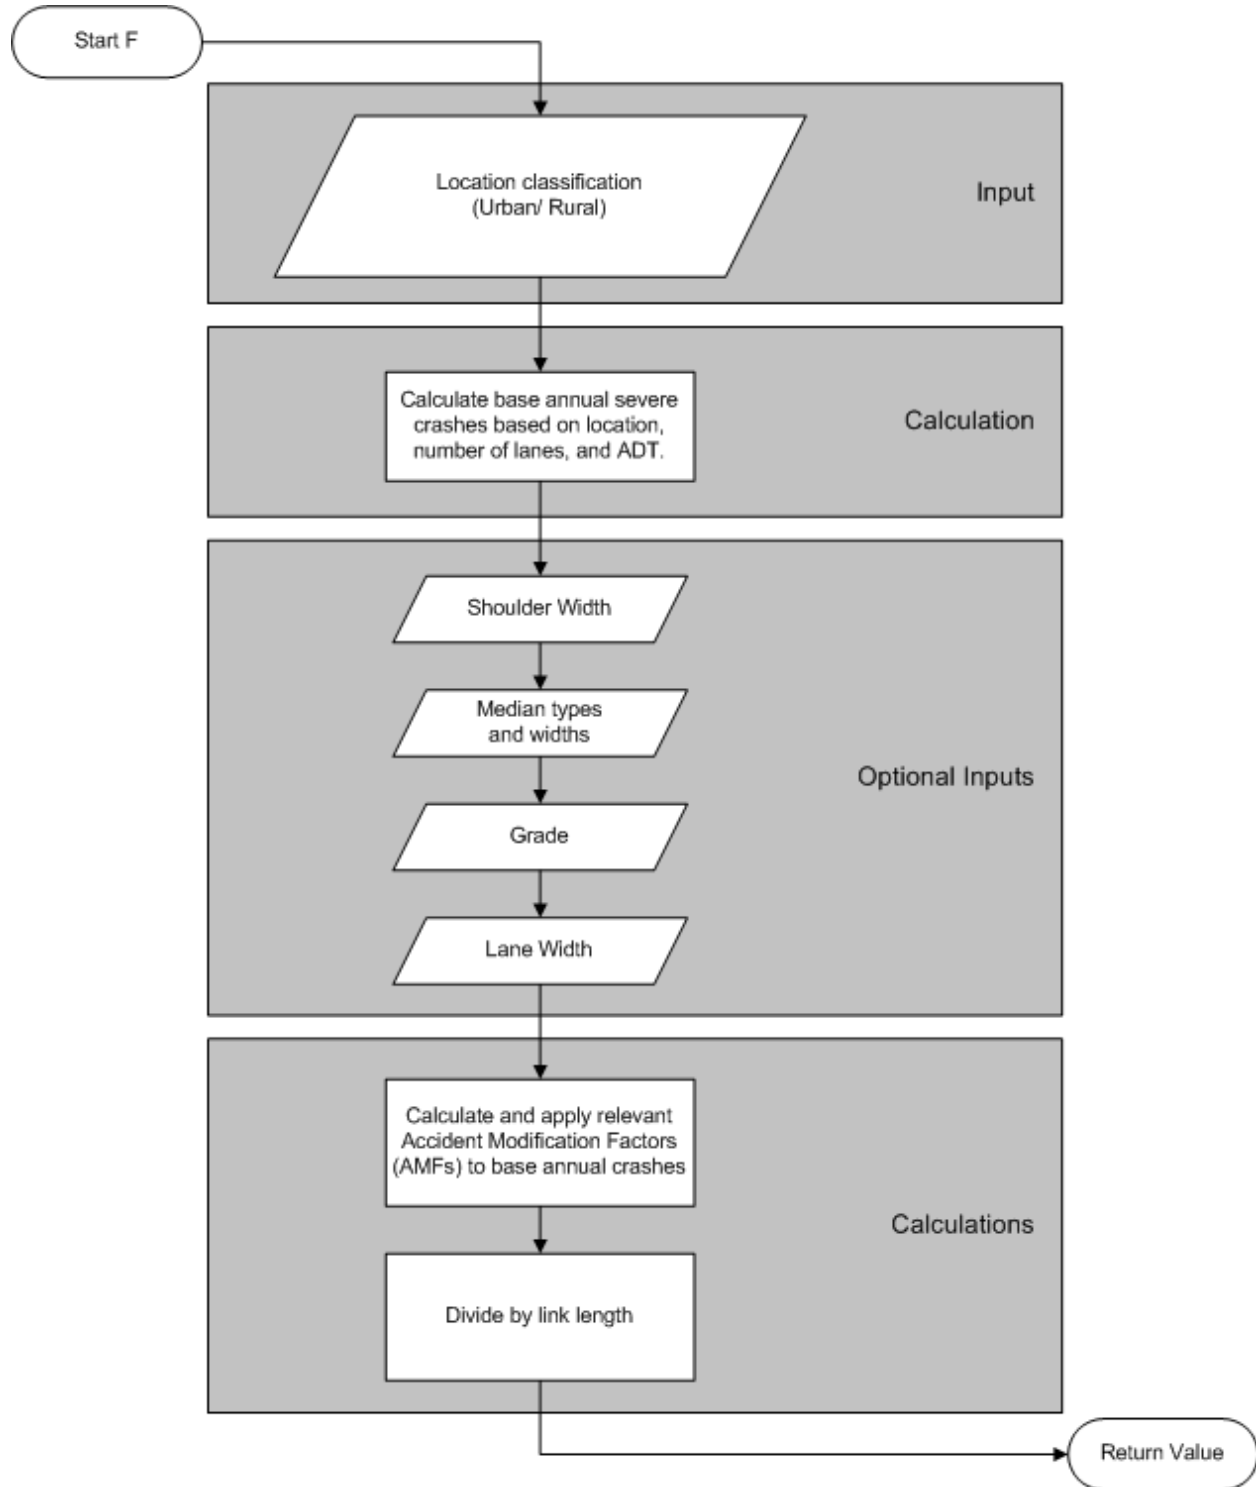 Start F
Location classification
(Urban/ Rural)
Input
Calculate base annual severe
crashes based on location,
number of lanes, and ADT.
Calculation
Shoulder Width
Median types
and widths
Grade
Lane Width
Optional Inputs
Calculate and apply relevant
Accident Modification Factors
(AMFs) to base annual crashes
Divide by link length
Calculations
Return Value